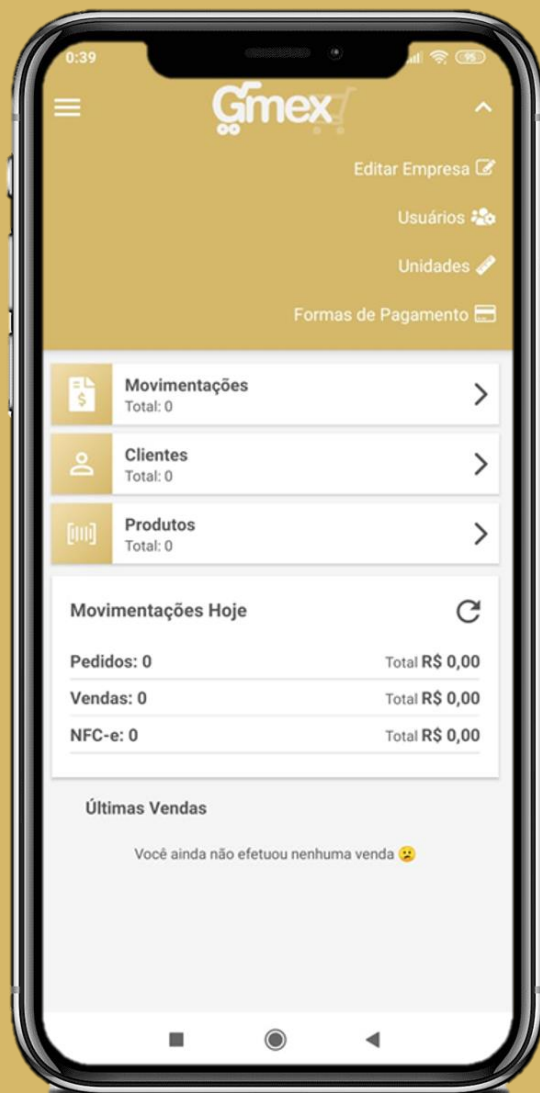 0:39
95
Gmex
Editar Empresa
Usuários
Unidades
Formas de Pagamento
Movimentações
Total: 0
Clientes
Total: 0
Produtos
Total: 0
Movimentações Hoje
Pedidos: 0 Total R$ 0,00
Vendas: 0 Total R$ 0,00
NFC-e: 0 Total R$ 0,00
Últimas Vendas
Você ainda não efetuou nenhuma venda 😟